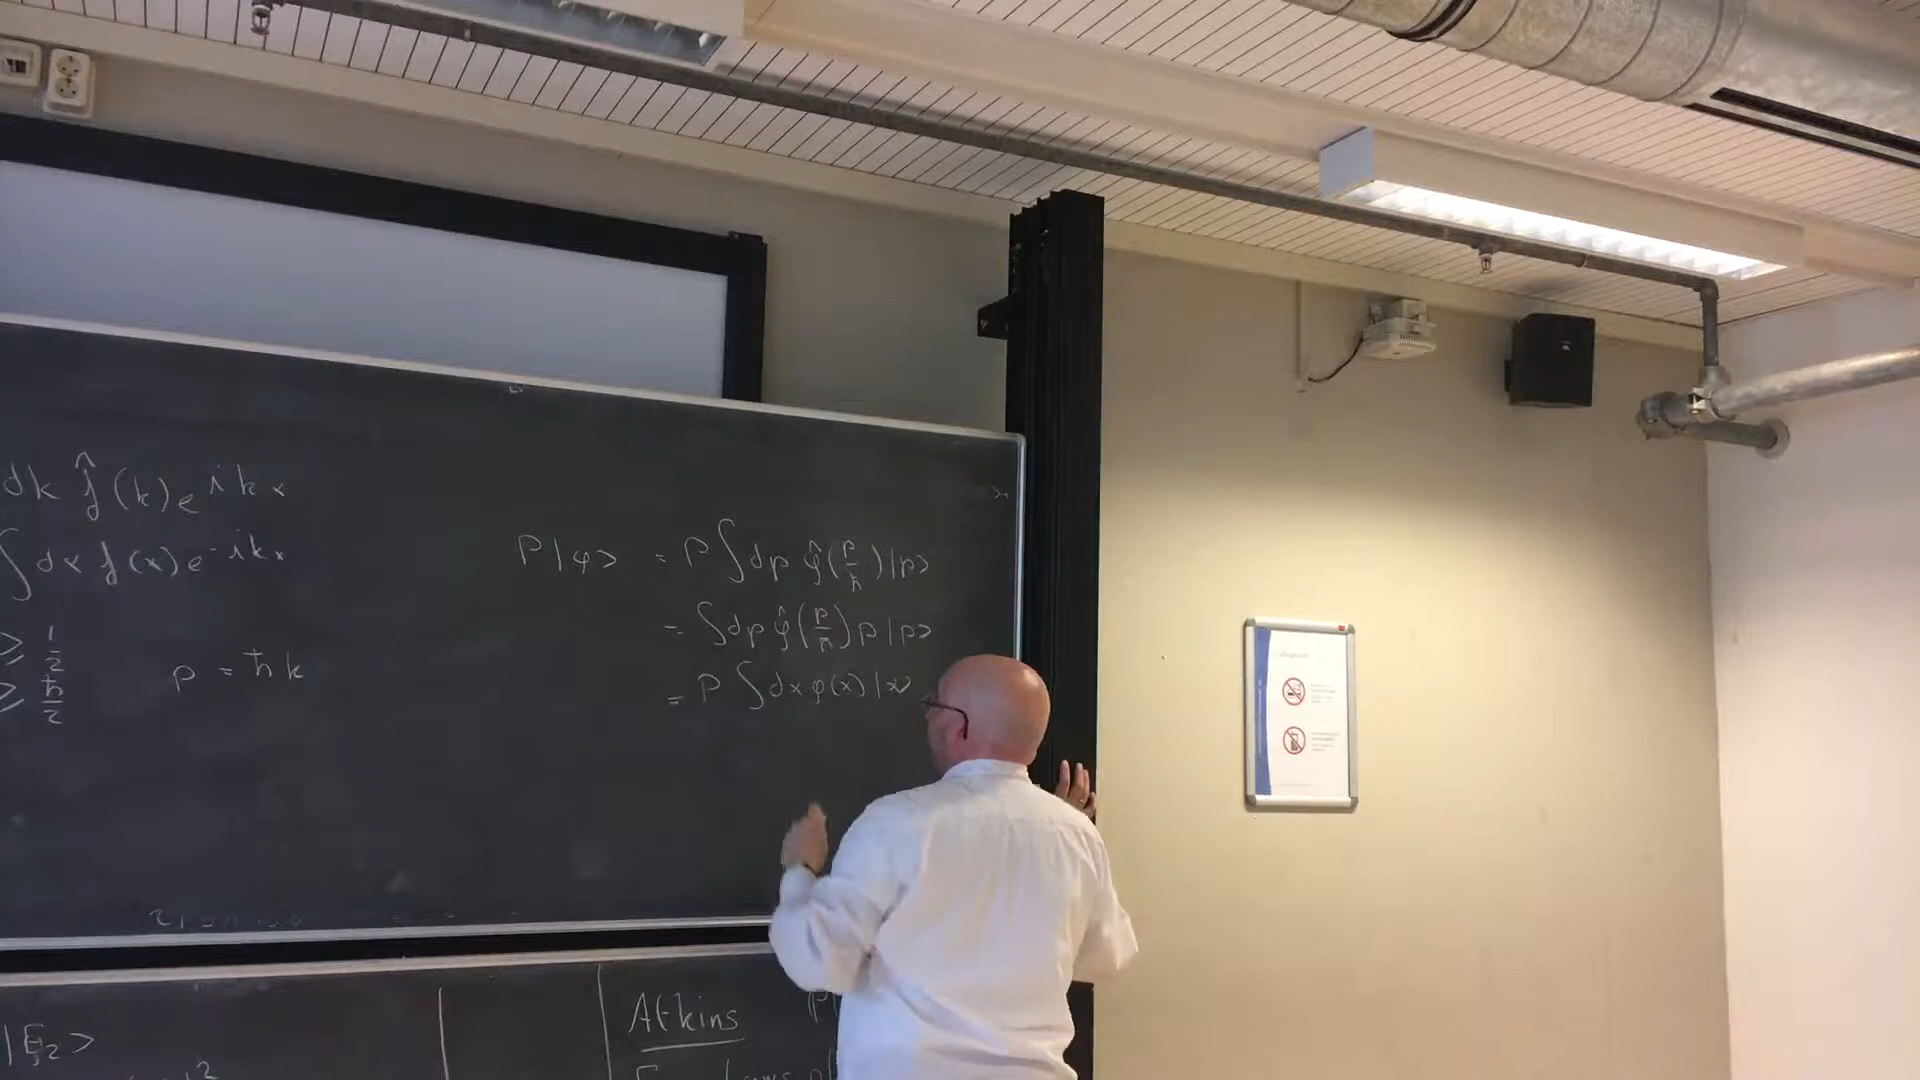 dk f̂(k) e^{ikx}
∫dx f(x) e^{-ikx}
≥ 1/2
≥ ħ/2
p = ħk
P|φ> = P ∫dp φ̂(p/ħ)|p>
= ∫dp φ̂(p/ħ) p|p>
= P ∫dx φ(x)|x>
|E₂>
Atkins